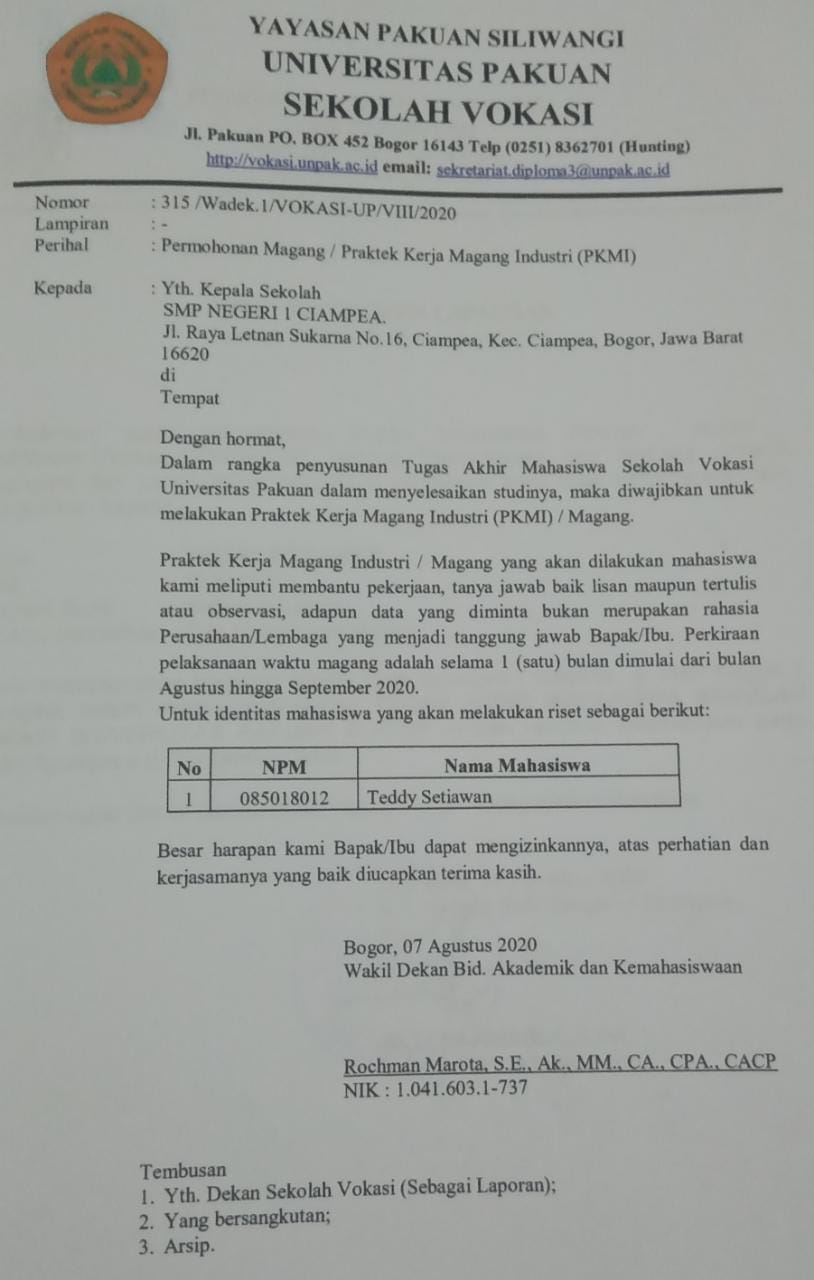 YAYASAN PAKUAN SILIWANGI
UNIVERSITAS PAKUAN
SEKOLAH VOKASI
Jl. Pakuan PO. BOX 452 Bogor 16143 Telp (0251) 8362701 (Hunting)
http://vokasi.unpak.ac.id email: sekretariat.diploma3@unpak.ac.id
Nomor : 315 /Wadek.1/VOKASI-UP/VIII/2020
Lampiran : -
Perihal : Permohonan Magang / Praktek Kerja Magang Industri (PKMI)
Kepada : Yth. Kepala Sekolah
SMP NEGERI 1 CIAMPEA.
Jl. Raya Letnan Sukarna No.16, Ciampea, Kec. Ciampea, Bogor, Jawa Barat
16620
di
Tempat
Dengan hormat,
Dalam rangka penyusunan Tugas Akhir Mahasiswa Sekolah Vokasi
Universitas Pakuan dalam menyelesaikan studinya, maka diwajibkan untuk
melakukan Praktek Kerja Magang Industri (PKMI) / Magang.
Praktek Kerja Magang Industri / Magang yang akan dilakukan mahasiswa
kami meliputi membantu pekerjaan, tanya jawab baik lisan maupun tertulis
atau observasi, adapun data yang diminta bukan merupakan rahasia
Perusahaan/Lembaga yang menjadi tanggung jawab Bapak/Ibu. Perkiraan
pelaksanaan waktu magang adalah selama 1 (satu) bulan dimulai dari bulan
Agustus hingga September 2020.
Untuk identitas mahasiswa yang akan melakukan riset sebagai berikut:
No NPM Nama Mahasiswa
1 085018012 Teddy Setiawan
Besar harapan kami Bapak/Ibu dapat mengizinkannya, atas perhatian dan
kerjasamanya yang baik diucapkan terima kasih.
Bogor, 07 Agustus 2020
Wakil Dekan Bid. Akademik dan Kemahasiswaan
Rochman Marota, S.E., Ak., MM., CA., CPA., CACP
NIK : 1.041.603.1-737
Tembusan
1. Yth. Dekan Sekolah Vokasi (Sebagai Laporan);
2. Yang bersangkutan;
3. Arsip.